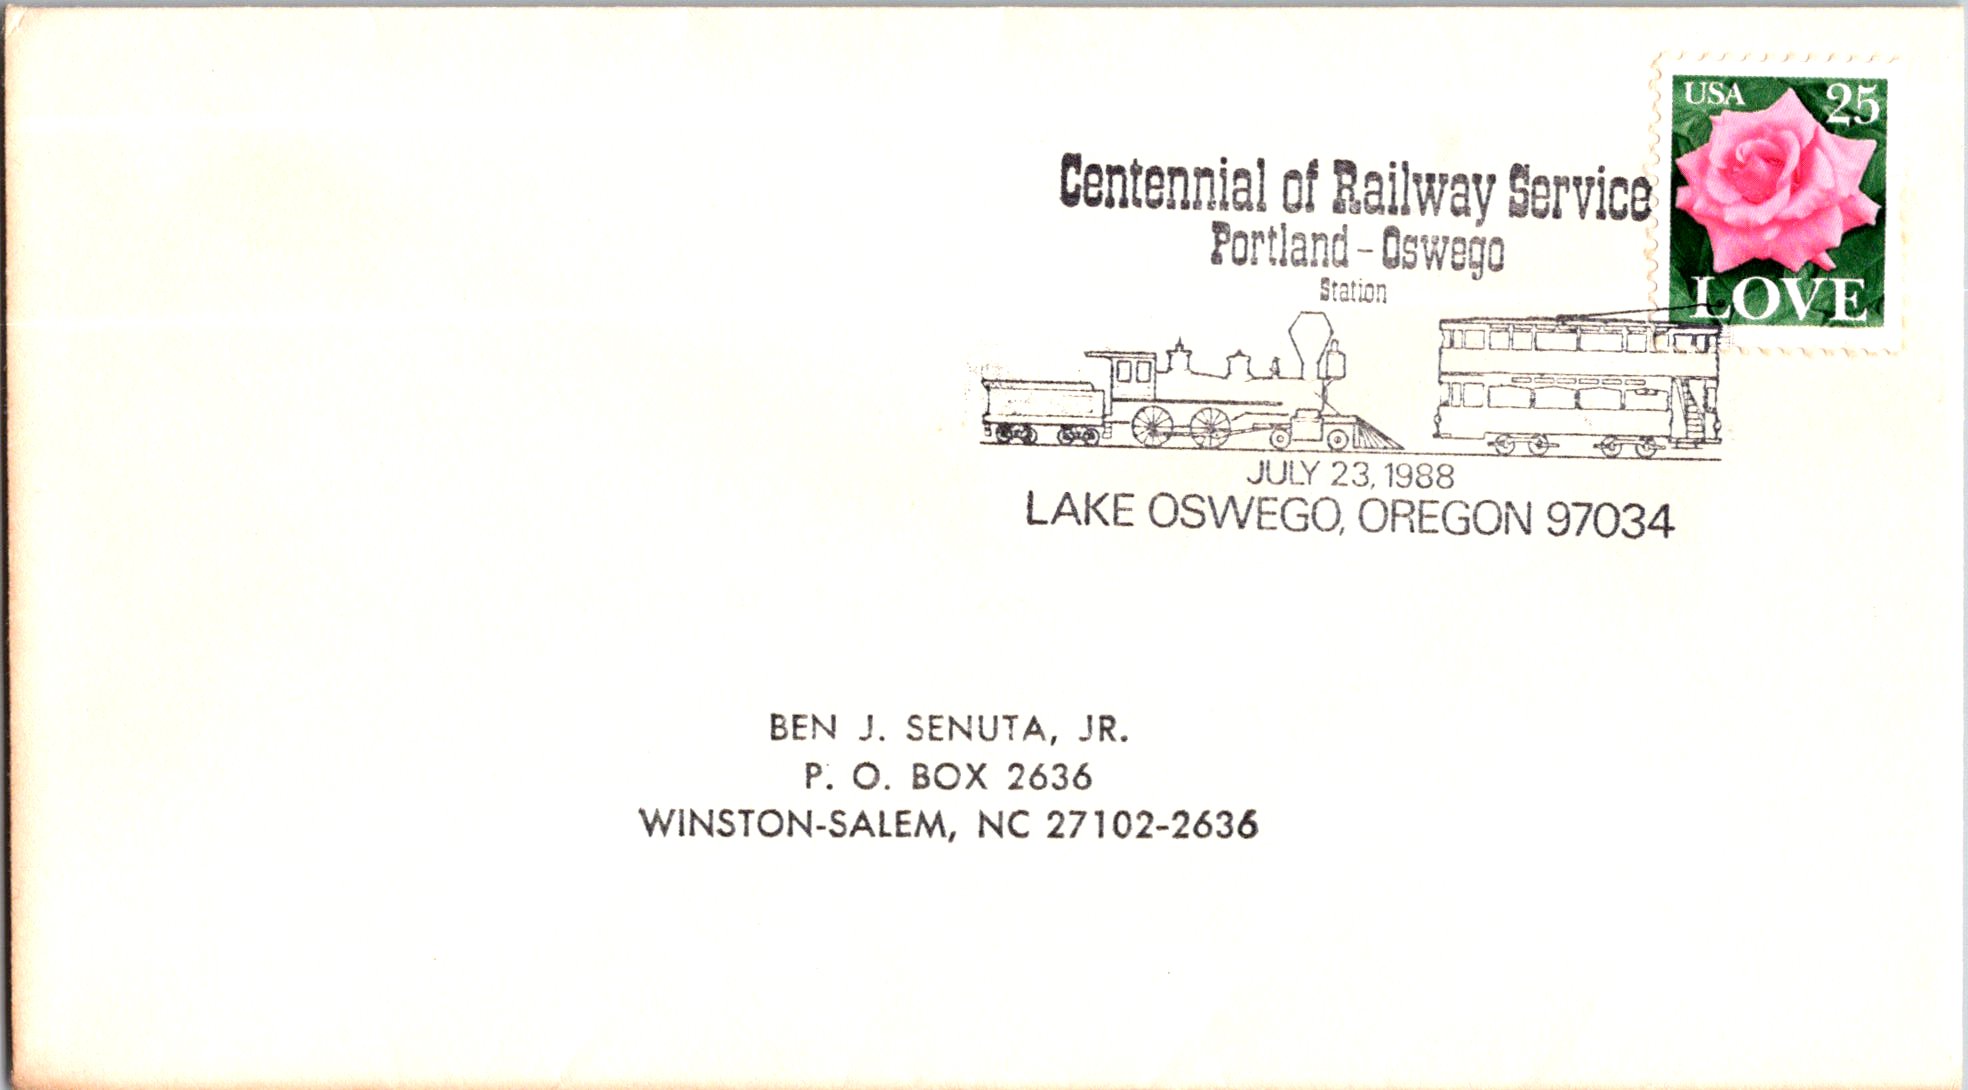 USA 25
LOVE
Centennial of Railway Service
Portland - Oswego
Station
JULY 23, 1988
LAKE OSWEGO, OREGON 97034
BEN J. SENUTA, JR.
P. O. BOX 2636
WINSTON-SALEM, NC 27102-2636